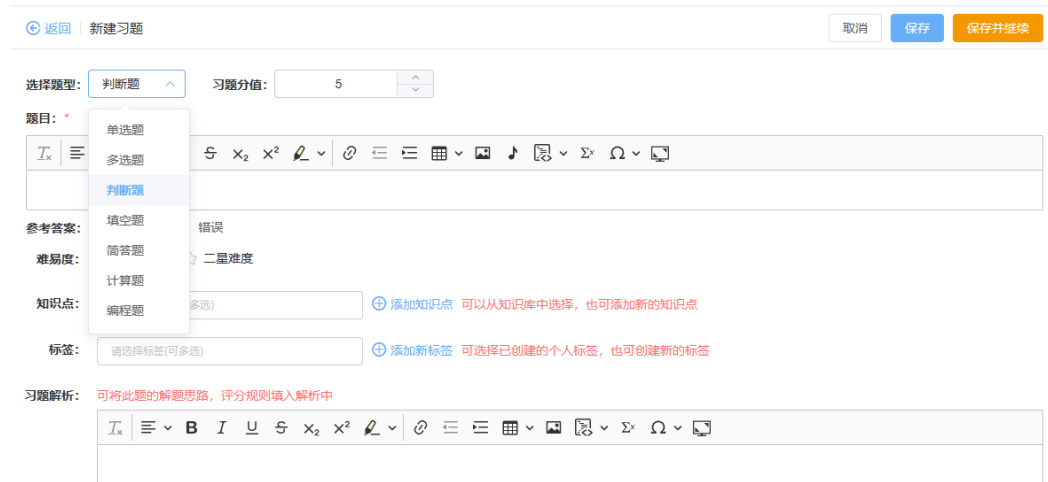 返回 新建习题 取消 保存 保存并继续
选择题型： 判断题 习题分值： 5
题目：*
单选题
多选题
判断题
填空题
简答题
计算题
编程题
参考答案： 错误
难易度： 二星难度
知识点： 多选) 添加知识点 可以从知识库中选择，也可添加新的知识点
标签： 请选择标签(可多选) 添加新标签 可选择已创建的个人标签，也可创建新的标签
习题解析： 可将此题的解题思路，评分规则填入解析中
B I U S X₂ X² Σx Ω